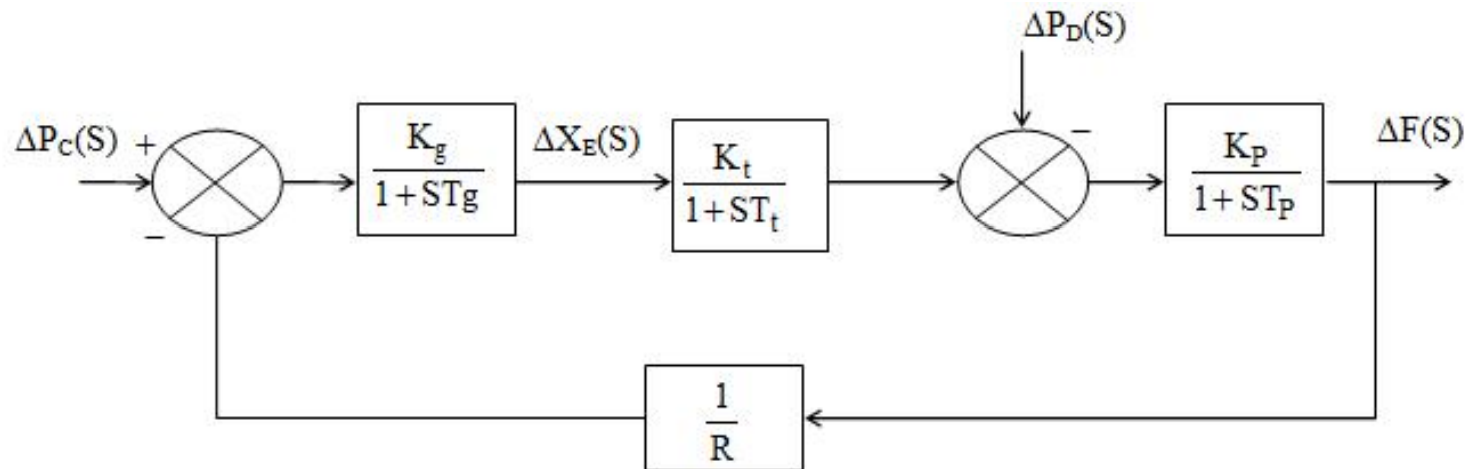 ΔP_D(S)
ΔP_C(S) +
K_g
1+STg
ΔX_E(S)
K_t
1+ST_t
−
K_P
1+ST_P
ΔF(S)
−
1
R